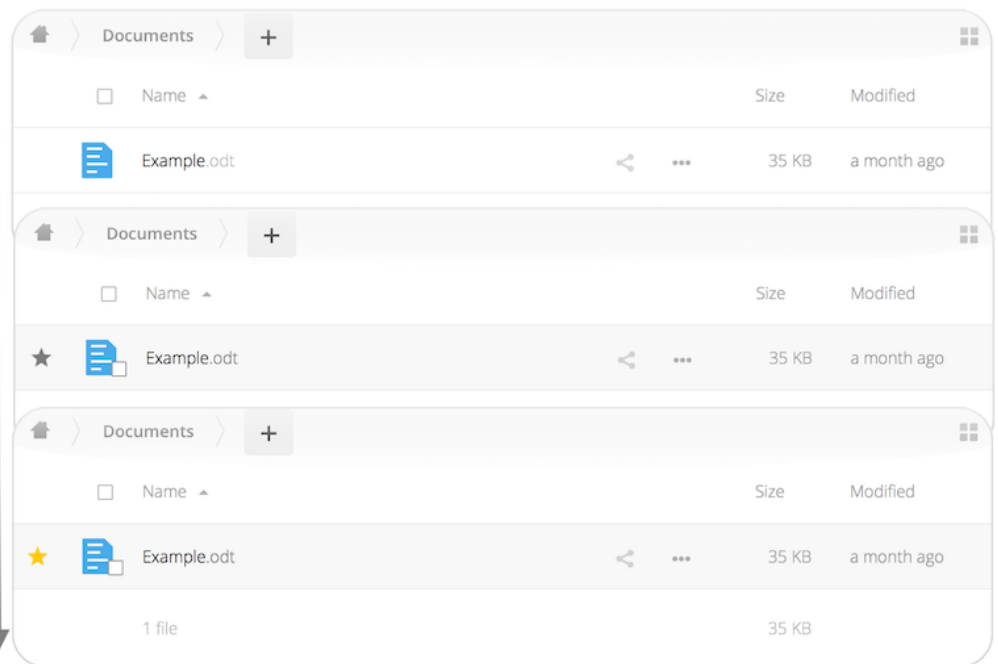 Documents +
Name Size Modified
Example.odt ... 35 KB a month ago
Documents +
Name Size Modified
Example.odt ... 35 KB a month ago
Documents +
Name Size Modified
Example.odt ... 35 KB a month ago
1 file 35 KB